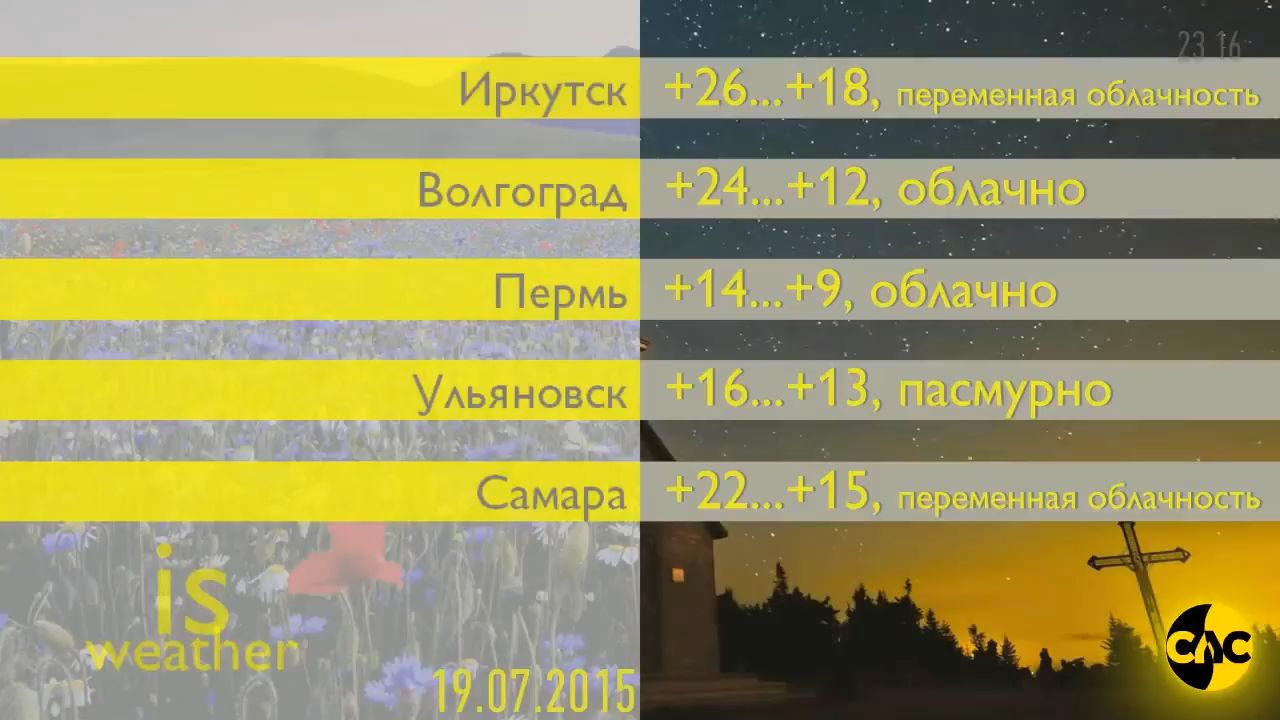 23 16
Иркутск +26...+18, переменная облачность
Волгоград +24...+12, облачно
Пермь +14...+9, облачно
Ульяновск +16...+13, пасмурно
Самара +22...+15, переменная облачность
is
weather
19.07.2015
САС